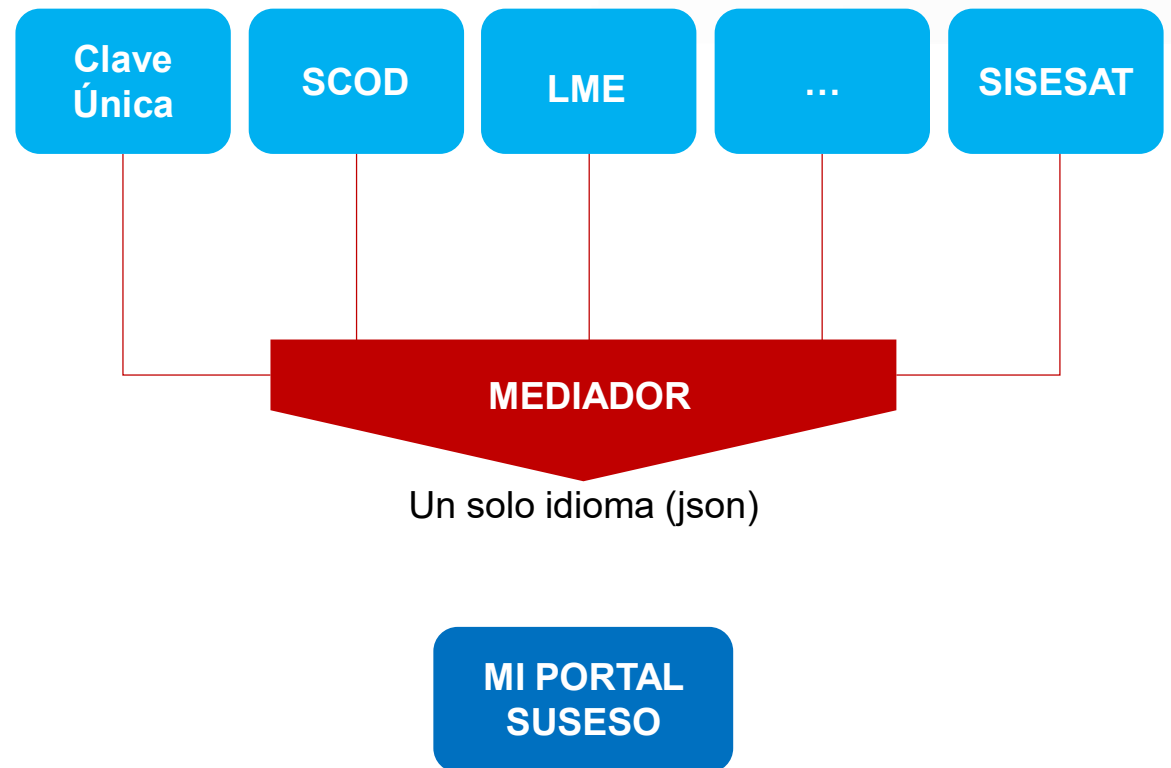 Clave
Única
SCOD
LME
...
SISESAT
MEDIADOR
Un solo idioma (json)
MI PORTAL
SUSESO